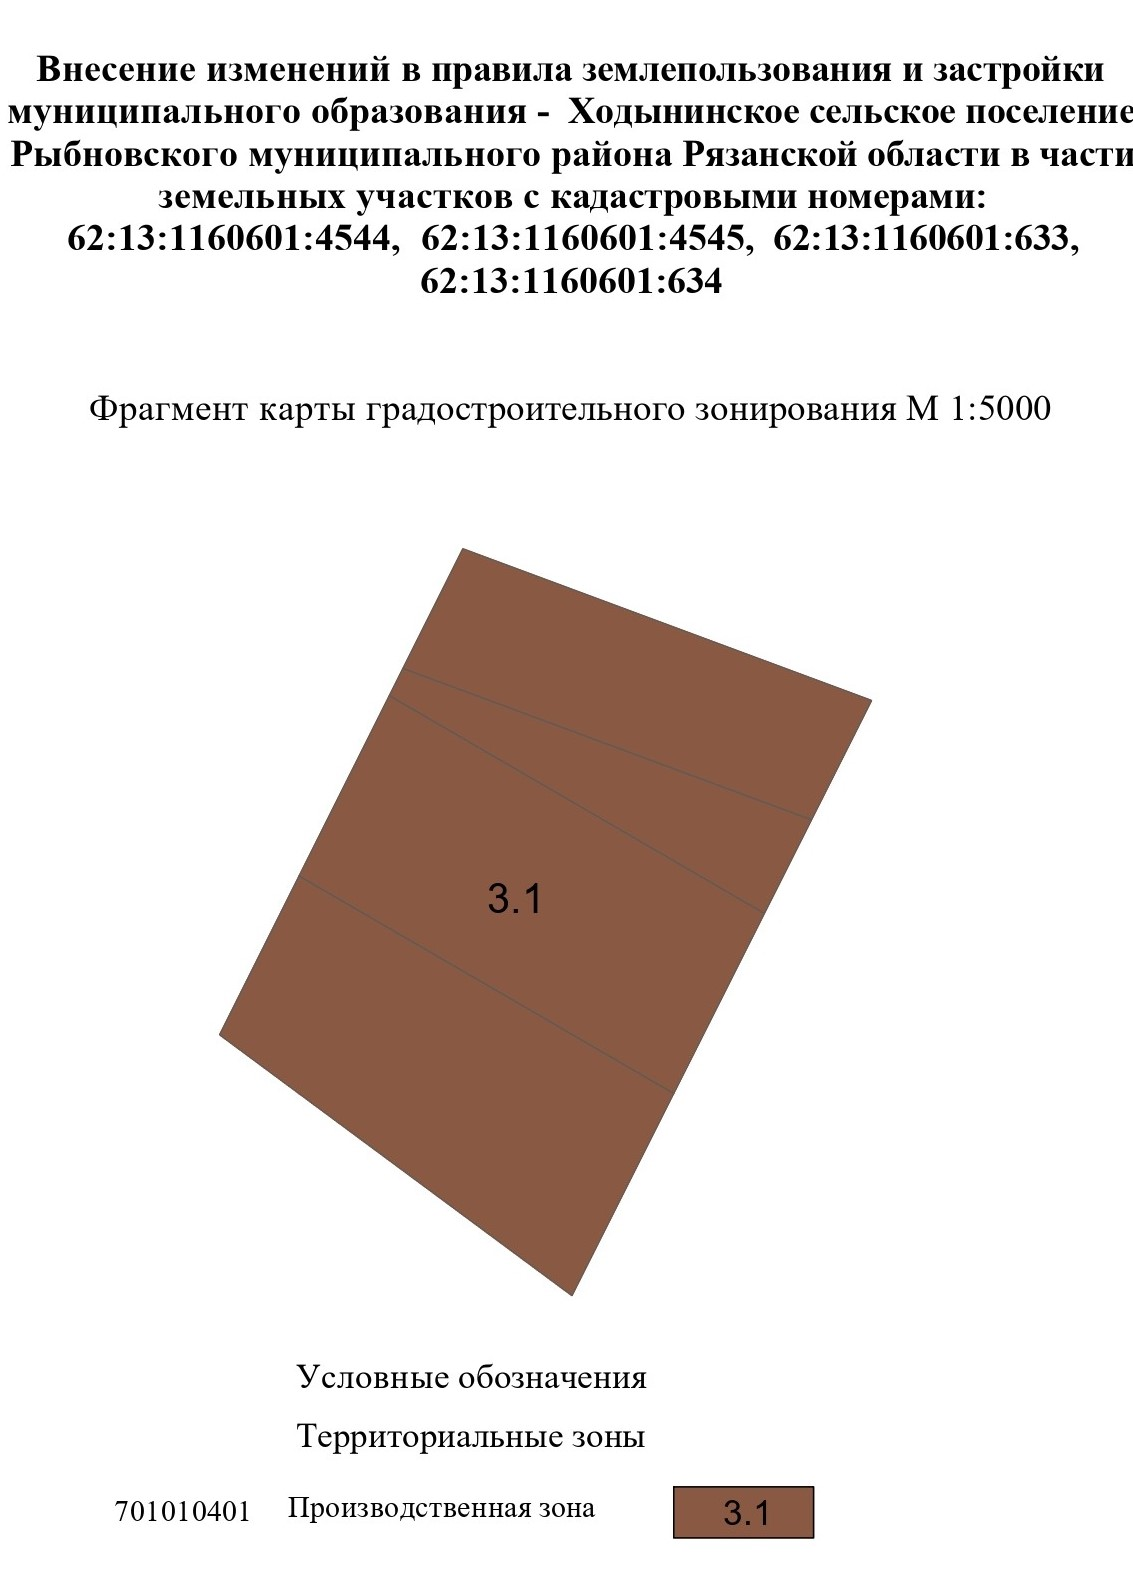 Внесение изменений в правила землепользования и застройки
муниципального образования - Ходынинское сельское поселение
Рыбновского муниципального района Рязанской области в части
земельных участков с кадастровыми номерами:
62:13:1160601:4544, 62:13:1160601:4545, 62:13:1160601:633,
62:13:1160601:634
Фрагмент карты градостроительного зонирования М 1:5000
3.1
Условные обозначения
Территориальные зоны
701010401 Производственная зона 3.1